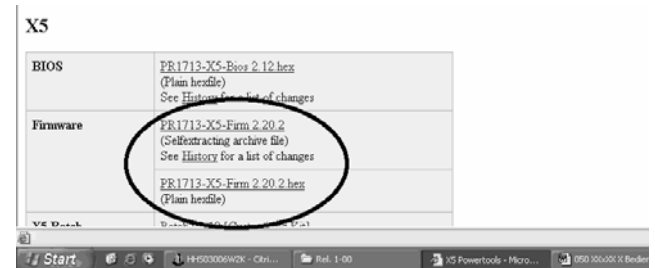 X5
BIOS
PR1713-X5-Bios 2.12.hex
(Plain hexfile)
See History for a list of changes
Firmware
PR1713-X5-Firm 2.20.2
(Selfextracting archive file)
See History for a list of changes
PR1713-X5-Firm 2.20.2.hex
(Plain hexfile)
Start
HH503006W2K - Citri...
Rel. 1-00
X5 Powertools - Micro...